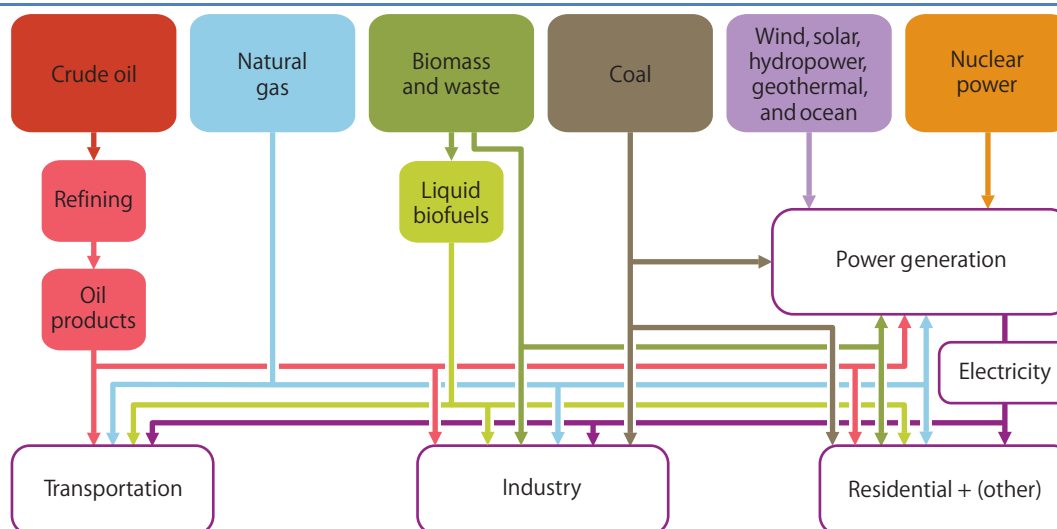 Crude oil
Natural
gas
Biomass
and waste
Coal
Wind, solar,
hydropower,
geothermal,
and ocean
Nuclear
power
Refining
Liquid
biofuels
Power generation
Oil
products
Electricity
Transportation
Industry
Residential + (other)